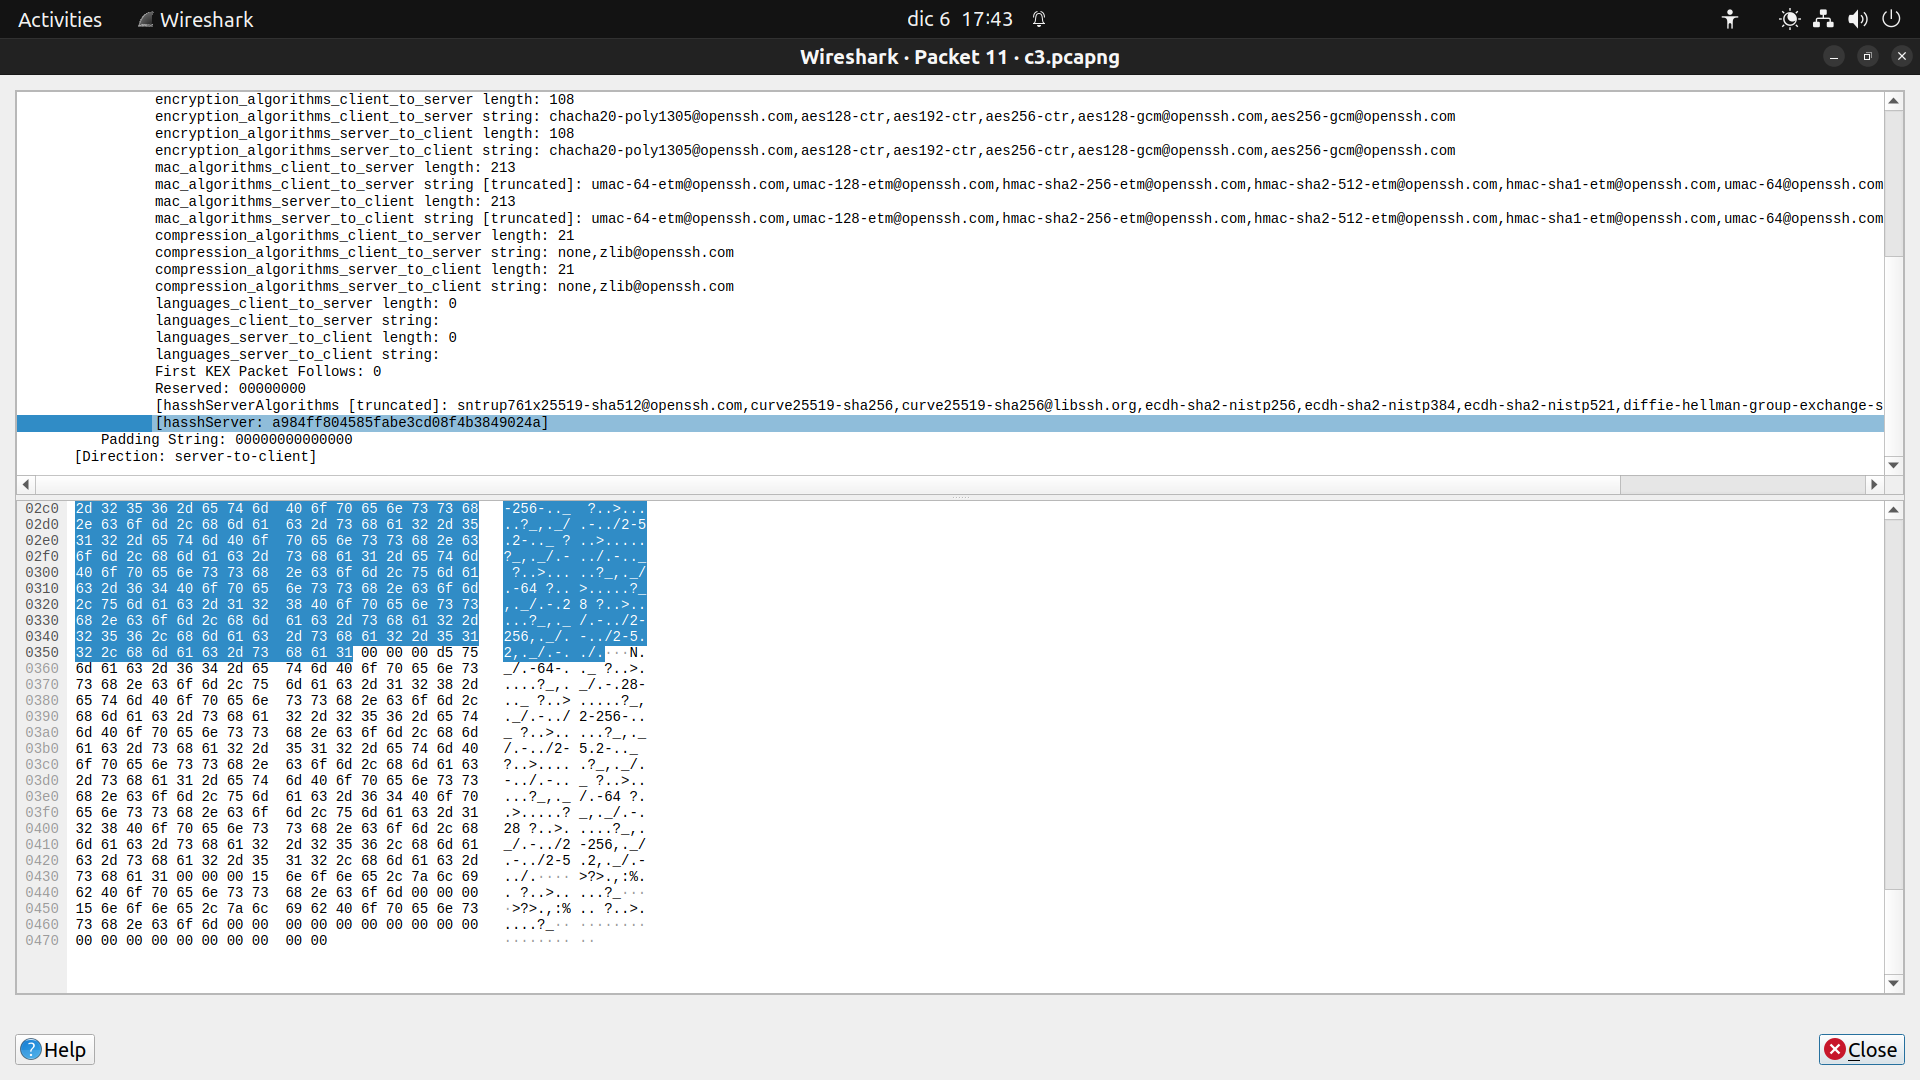 Activities Wireshark dic 6 17:43
Wireshark · Packet 11 · c3.pcapng
encryption_algorithms_client_to_server length: 108
encryption_algorithms_client_to_server string: chacha20-poly1305@openssh.com,aes128-ctr,aes192-ctr,aes256-ctr,aes128-gcm@openssh.com,aes256-gcm@openssh.com
encryption_algorithms_server_to_client length: 108
encryption_algorithms_server_to_client string: chacha20-poly1305@openssh.com,aes128-ctr,aes192-ctr,aes256-ctr,aes128-gcm@openssh.com,aes256-gcm@openssh.com
mac_algorithms_client_to_server length: 213
mac_algorithms_client_to_server string [truncated]: umac-64-etm@openssh.com,umac-128-etm@openssh.com,hmac-sha2-256-etm@openssh.com,hmac-sha2-512-etm@openssh.com,hmac-sha1-etm@openssh.com,umac-64@openssh.com
mac_algorithms_server_to_client length: 213
mac_algorithms_server_to_client string [truncated]: umac-64-etm@openssh.com,umac-128-etm@openssh.com,hmac-sha2-256-etm@openssh.com,hmac-sha2-512-etm@openssh.com,hmac-sha1-etm@openssh.com,umac-64@openssh.com
compression_algorithms_client_to_server length: 21
compression_algorithms_client_to_server string: none,zlib@openssh.com
compression_algorithms_server_to_client length: 21
compression_algorithms_server_to_client string: none,zlib@openssh.com
languages_client_to_server length: 0
languages_client_to_server string:
languages_server_to_client length: 0
languages_server_to_client string:
First KEX Packet Follows: 0
Reserved: 00000000
[hasshServerAlgorithms [truncated]: sntrup761x25519-sha512@openssh.com,curve25519-sha256,curve25519-sha256@libssh.org,ecdh-sha2-nistp256,ecdh-sha2-nistp384,ecdh-sha2-nistp521,diffie-hellman-group-exchange-s
[hasshServer: a984ff804585fabe3cd08f4b3849024a]
Padding String: 00000000000000
[Direction: server-to-client]
02c0 2d 32 35 36 2d 65 74 6d 40 6f 70 65 6e 73 73 68 -256-.._ ?..>...
02d0 2e 63 6f 6d 2c 68 6d 61 63 2d 73 68 61 32 2d 35 ..?_,._/ .-../2-5
02e0 31 32 2d 65 74 6d 40 6f 70 65 6e 73 73 68 2e 63 .2-.._ ? ..>.....
02f0 6f 6d 2c 68 6d 61 63 2d 73 68 61 31 2d 65 74 6d ?_,._/.- ../.-.._
0300 40 6f 70 65 6e 73 73 68 2e 63 6f 6d 2c 75 6d 61 ?..>... ..?_,._/
0310 63 2d 36 34 40 6f 70 65 6e 73 73 68 2e 63 6f 6d .-64 ?.. >.....?_
0320 2c 75 6d 61 63 2d 31 32 38 40 6f 70 65 6e 73 73 ,._/.-.2 8 ?..>..
0330 68 2e 63 6f 6d 2c 68 6d 61 63 2d 73 68 61 32 2d ...?_,._ /.-../2-
0340 32 35 36 2c 68 6d 61 63 2d 73 68 61 32 2d 35 31 256,._/. -../2-5.
0350 32 2c 68 6d 61 63 2d 73 68 61 31 00 00 00 d5 75 2,._/.-. ./.···N.
0360 6d 61 63 2d 36 34 2d 65 74 6d 40 6f 70 65 6e 73 _/.-64-. ._ ?..>.
0370 73 68 2e 63 6f 6d 2c 75 6d 61 63 2d 31 32 38 2d ....?_,. _/.-.28-
0380 65 74 6d 40 6f 70 65 6e 73 73 68 2e 63 6f 6d 2c .._ ?..> .....?_,
0390 68 6d 61 63 2d 73 68 61 32 2d 32 35 36 2d 65 74 ._/.-../ 2-256-..
03a0 6d 40 6f 70 65 6e 73 73 68 2e 63 6f 6d 2c 68 6d _ ?..>.. ...?_,._
03b0 61 63 2d 73 68 61 32 2d 35 31 32 2d 65 74 6d 40 /.-../2- 5.2-.._
03c0 6f 70 65 6e 73 73 68 2e 63 6f 6d 2c 68 6d 61 63 ?..>.... .?_,._/.
03d0 2d 73 68 61 31 2d 65 74 6d 40 6f 70 65 6e 73 73 -../.-.. _ ?..>..
03e0 68 2e 63 6f 6d 2c 75 6d 61 63 2d 36 34 40 6f 70 ...?_,._ /.-64 ?.
03f0 65 6e 73 73 68 2e 63 6f 6d 2c 75 6d 61 63 2d 31 .>.....? _,._/.-.
0400 32 38 40 6f 70 65 6e 73 73 68 2e 63 6f 6d 2c 68 28 ?..>. ....?_,.
0410 6d 61 63 2d 73 68 61 32 2d 32 35 36 2c 68 6d 61 _/.-../2 -256,._/
0420 63 2d 73 68 61 32 2d 35 31 32 2c 68 6d 61 63 2d .-../2-5 .2,._/.-
0430 73 68 61 31 00 00 00 15 6e 6f 6e 65 2c 7a 6c 69 ../.···· >?>.,:%.
0440 62 40 6f 70 65 6e 73 73 68 2e 63 6f 6d 00 00 00 . ?..>.. ...?_···
0450 15 6e 6f 6e 65 2c 7a 6c 69 62 40 6f 70 65 6e 73 ·>?>.,:% .. ?..>.
0460 73 68 2e 63 6f 6d 00 00 00 00 00 00 00 00 00 00 ....?_·· ········
0470 00 00 00 00 00 00 00 00 00 00 ········ ··
Help
Close